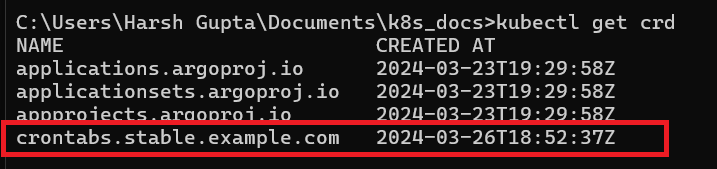 C:\Users\Harsh Gupta\Documents\k8s_docs>kubectl get crd
NAME CREATED AT
applications.argoproj.io 2024-03-23T19:29:58Z
applicationsets.argoproj.io 2024-03-23T19:29:58Z
appprojects.argoproj.io 2024-03-23T19:29:58Z
crontabs.stable.example.com 2024-03-26T18:52:37Z